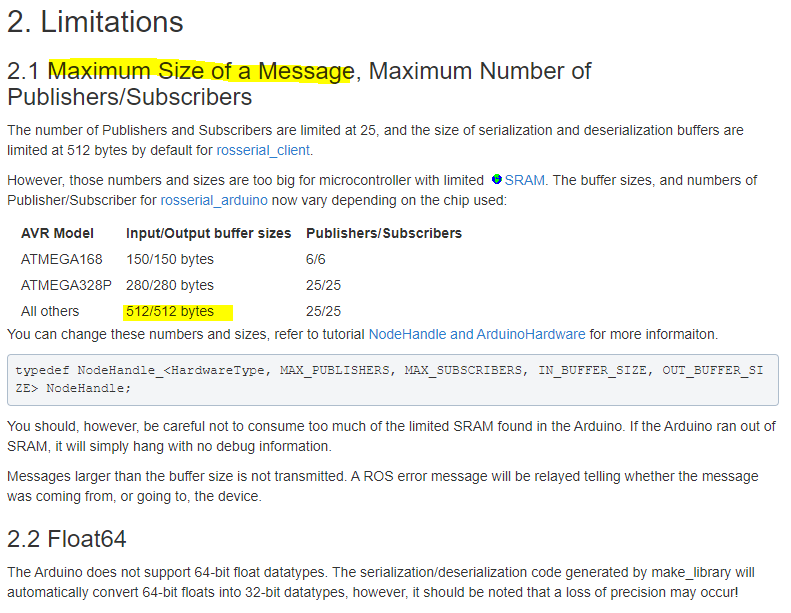 2. Limitations
2.1 Maximum Size of a Message, Maximum Number of
Publishers/Subscribers
The number of Publishers and Subscribers are limited at 25, and the size of serialization and deserialization buffers are
limited at 512 bytes by default for rosserial_client.
However, those numbers and sizes are too big for microcontroller with limited SRAM. The buffer sizes, and numbers of
Publisher/Subscriber for rosserial_arduino now vary depending on the chip used:
AVR Model Input/Output buffer sizes Publishers/Subscribers
ATMEGA168 150/150 bytes 6/6
ATMEGA328P 280/280 bytes 25/25
All others 512/512 bytes 25/25
You can change these numbers and sizes, refer to tutorial NodeHandle and ArduinoHardware for more informaiton.
typedef NodeHandle_<HardwareType, MAX_PUBLISHERS, MAX_SUBSCRIBERS, IN_BUFFER_SIZE, OUT_BUFFER_SI
ZE> NodeHandle;
You should, however, be careful not to consume too much of the limited SRAM found in the Arduino. If the Arduino ran out of
SRAM, it will simply hang with no debug information.
Messages larger than the buffer size is not transmitted. A ROS error message will be relayed telling whether the message
was coming from, or going to, the device.
2.2 Float64
The Arduino does not support 64-bit float datatypes. The serialization/deserialization code generated by make_library will
automatically convert 64-bit floats into 32-bit datatypes, however, it should be noted that a loss of precision may occur!